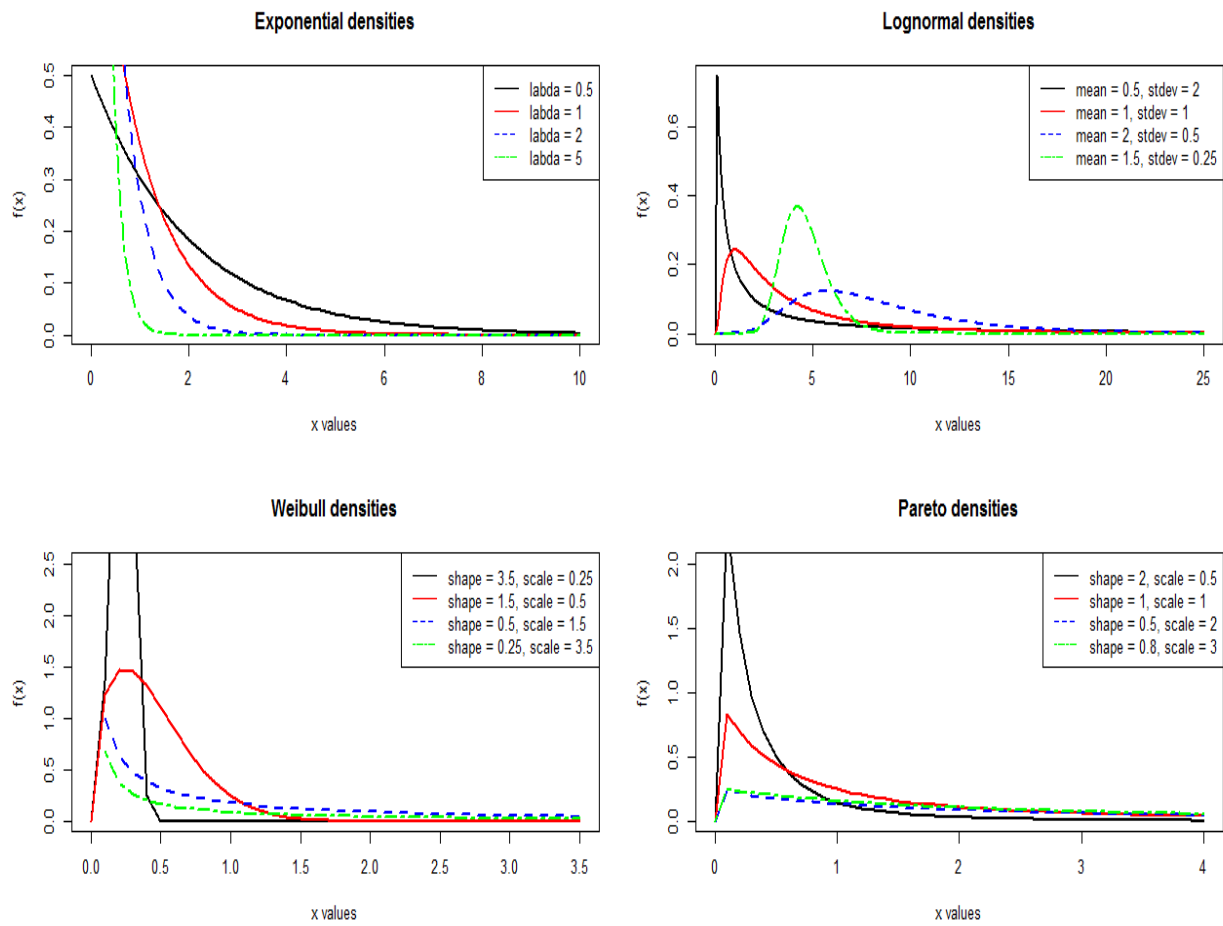 Exponential densities
labda = 0.5
labda = 1
labda = 2
labda = 5
f(x)
0.5
0.4
0.3
0.2
0.1
0.0
0 2 4 6 8 10
x values
Lognormal densities
mean = 0.5, stdev = 2
mean = 1, stdev = 1
mean = 2, stdev = 0.5
mean = 1.5, stdev = 0.25
f(x)
0.6
0.4
0.2
0.0
0 5 10 15 20 25
x values
Weibull densities
shape = 3.5, scale = 0.25
shape = 1.5, scale = 0.5
shape = 0.5, scale = 1.5
shape = 0.25, scale = 3.5
f(x)
2.5
2.0
1.5
1.0
0.5
0.0
0.0 0.5 1.0 1.5 2.0 2.5 3.0 3.5
x values
Pareto densities
shape = 2, scale = 0.5
shape = 1, scale = 1
shape = 0.5, scale = 2
shape = 0.8, scale = 3
f(x)
2.0
1.5
1.0
0.5
0.0
0 1 2 3 4
x values